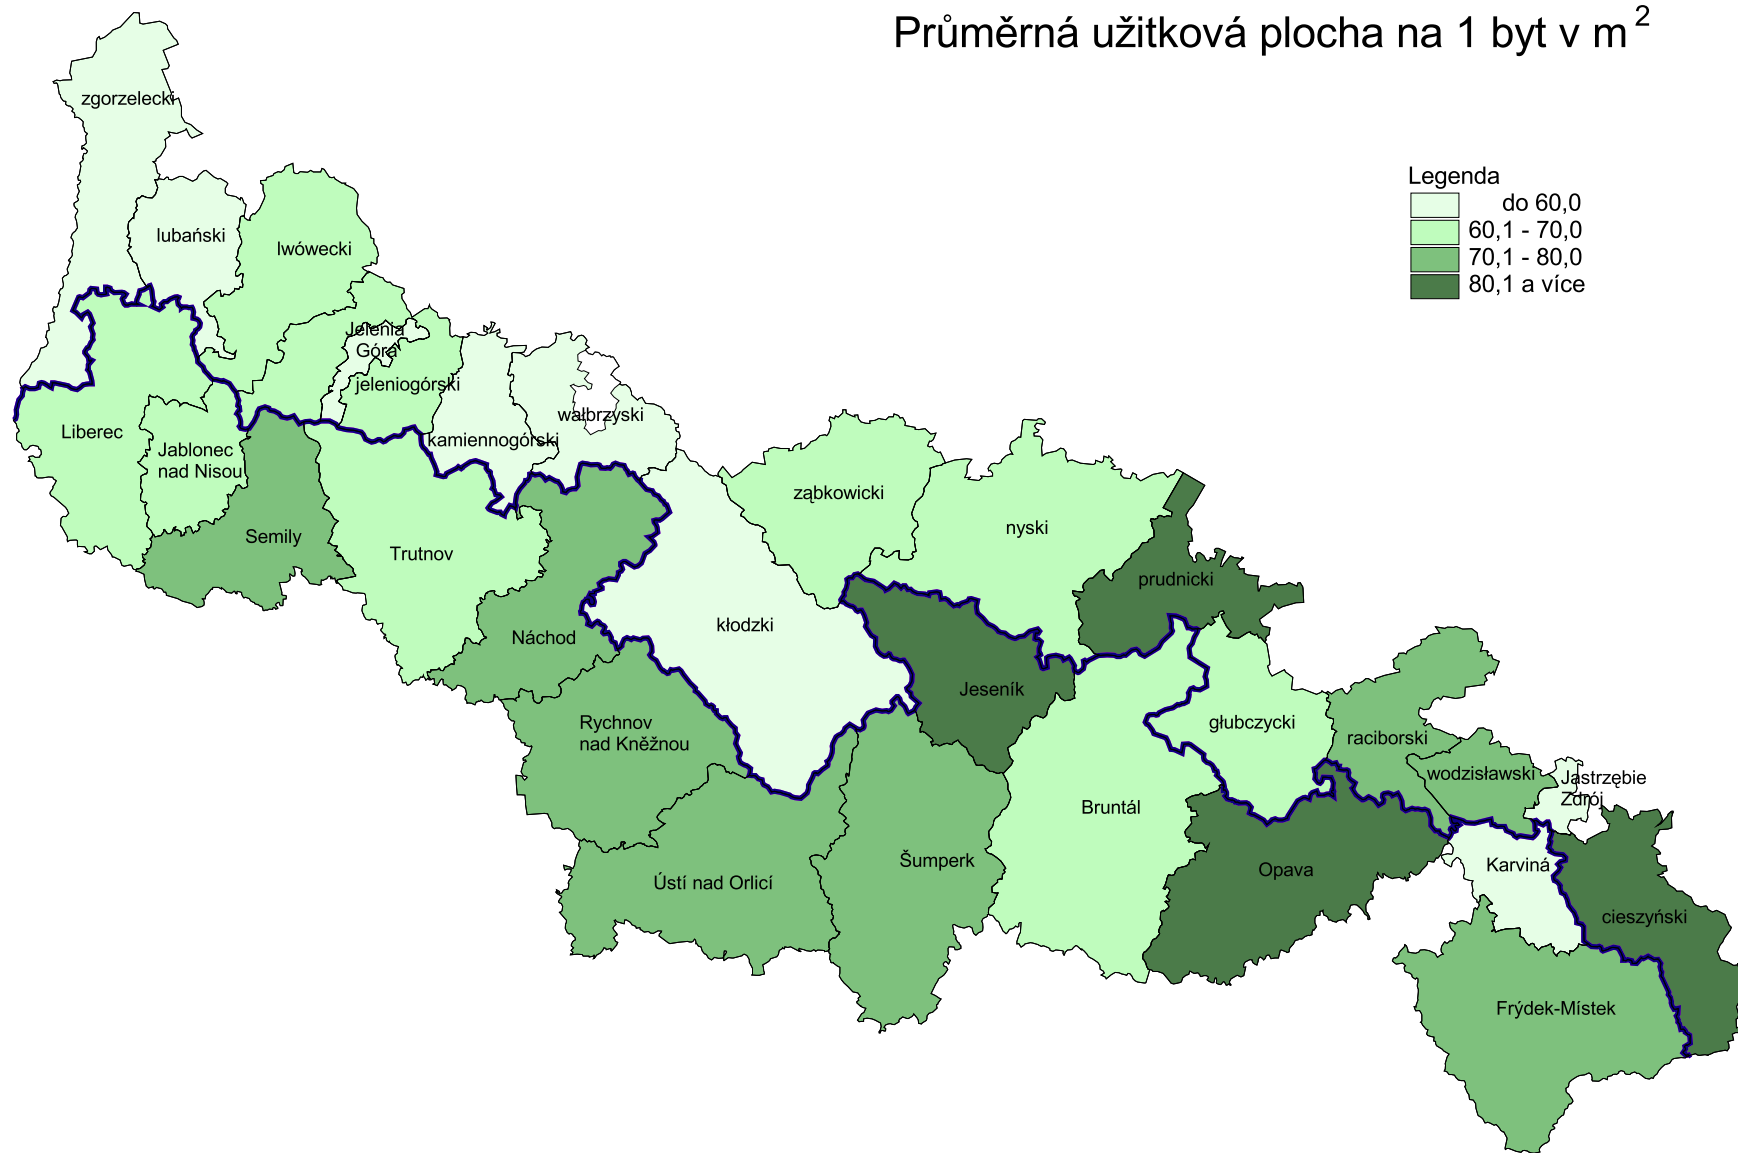 Průměrná užitková plocha na 1 byt v m²
zgorzelecki
Legenda
do 60,0
60,1 - 70,0
70,1 - 80,0
80,1 a více
lubański
lwówecki
Jelenia
Góra
jeleniogórski
wałbrzyski
Liberec
kamiennogórski
Jablonec
nad Nisou
ząbkowicki
nyski
Semily
Trutnov
prudnicki
kłodzki
Náchod
Jeseník
Rychnov
nad Kněžnou
głubczycki
raciborski
wodzisławski
Jastrzębie
Zdrój
Bruntál
Šumperk
Opava
Karviná
Ústí nad Orlicí
cieszyński
Frýdek-Místek